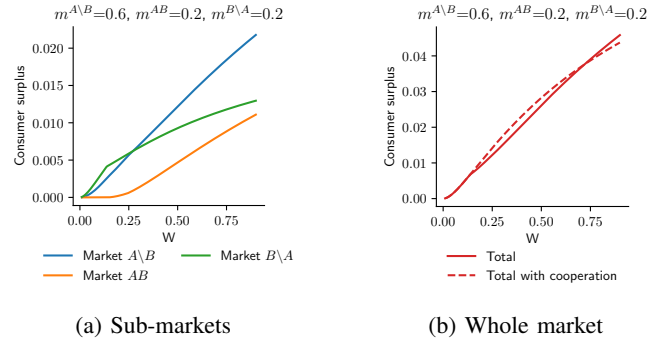 m^{A\B}=0.6, m^{AB}=0.2, m^{B\A}=0.2
Consumer surplus
0.020
0.015
0.010
0.005
0.000
0.00 0.25 0.50 0.75
W
Market A\B
Market B\A
Market AB
(a) Sub-markets
m^{A\B}=0.6, m^{AB}=0.2, m^{B\A}=0.2
Consumer surplus
0.04
0.03
0.02
0.01
0.00
0.00 0.25 0.50 0.75
W
Total
Total with cooperation
(b) Whole market